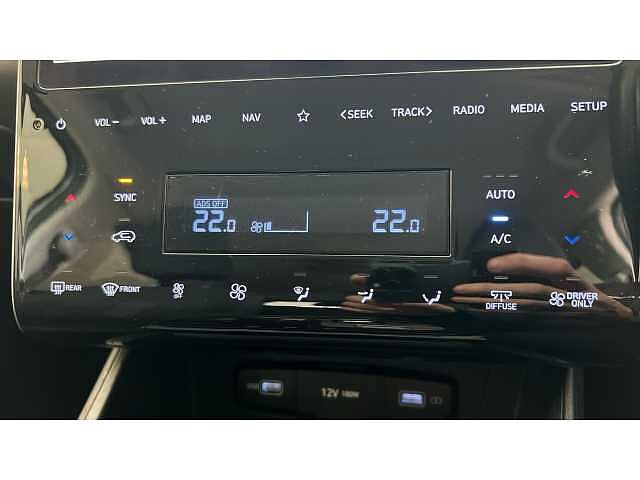 VOL− VOL+ MAP NAV <SEEK TRACK> RADIO MEDIA SETUP
SYNC
AUTO
ADS OFF
22.0 22.0
A/C
REAR FRONT OFF DIFFUSE DRIVER ONLY
12V 180W